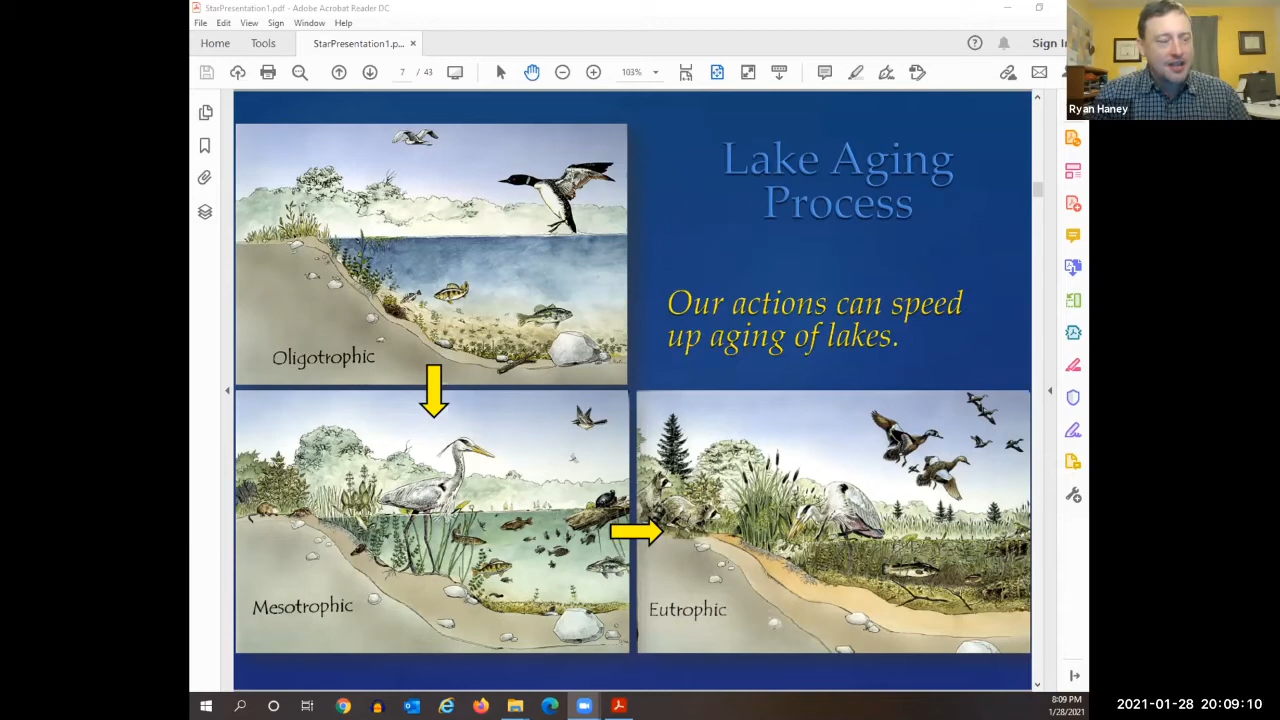 StarPresentation1.pdf - Adobe Acrobat Reader DC
File Edit View Sign Window Help
Home Tools StarPresentation1.p... ×
Sign In
7 / 43
103%
Ryan Haney
Lake Aging
Process
Our actions can speed
up aging of lakes.
Oligotrophic
Mesotrophic
Eutrophic
8:09 PM
1/28/2021
2021-01-28 20:09:10